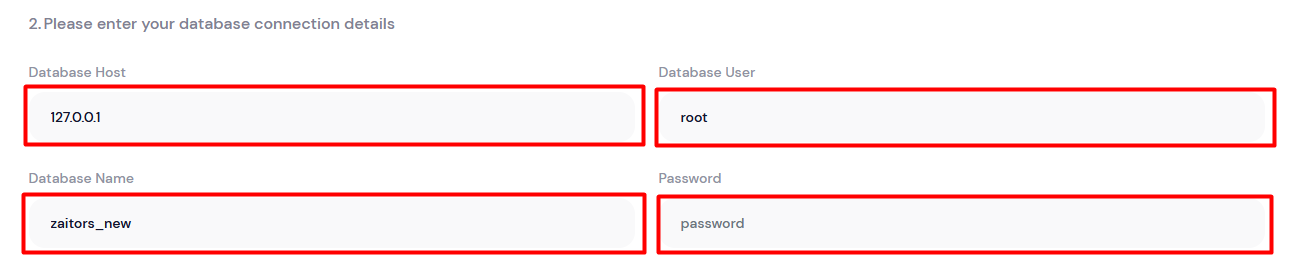 2. Please enter your database connection details
Database Host
Database User
127.0.0.1
root
Database Name
Password
zaitors_new
password